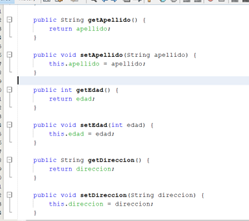 public String getApellido() {
return apellido;
}
public void setApellido(String apellido) {
this.apellido = apellido;
}
public int getEdad() {
return edad;
}
public void setEdad(int edad) {
this.edad = edad;
}
public String getDireccion() {
return direccion;
}
public void setDireccion(String direccion) {
this.direccion = direccion;